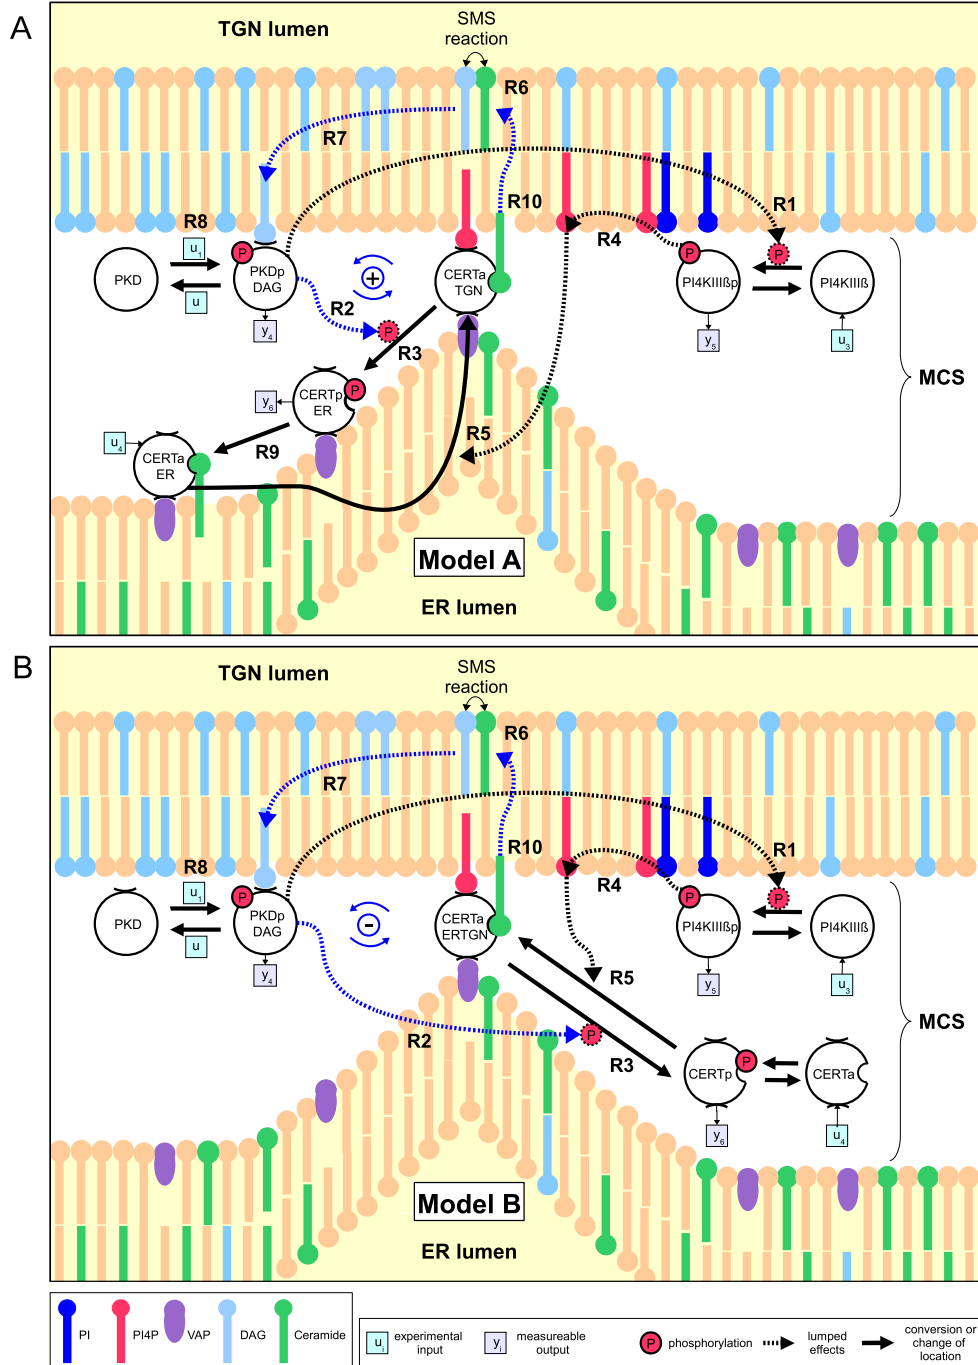 A
TGN lumen
SMS
reaction
R6
R7
R10
R1
R8
R4
u1
P
PKD
PKDp
DAG
u
y4
+
R2
P
CERTa
TGN
R3
P
PI4KIIIßp
P
PI4KIIIß
y5
u3
MCS
CERTp
ER
P
y6
u4
R9
R5
CERTa
ER
Model A
ER lumen
B
TGN lumen
SMS
reaction
R6
R7
R10
R1
R8
R4
u1
P
PKD
PKDp
DAG
u
y4
-
CERTa
ERTGN
P
PI4KIIIßp
P
PI4KIIIß
y5
u3
R5
MCS
R2
P
R3
CERTp
P
CERTa
y6
u4
Model B
ER lumen
PI
PI4P
VAP
DAG
Ceramide
ui experimental
input
yi measureable
output
P phosphorylation
lumped
effects
conversion or
change of
location